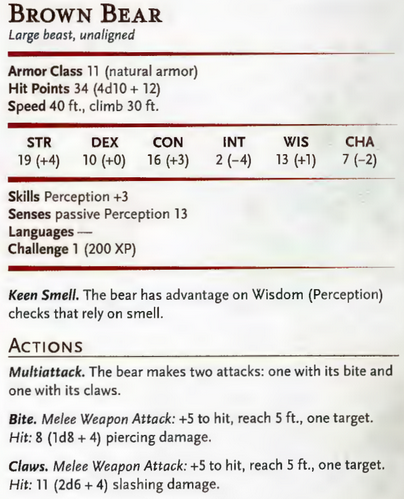 BROWN BEAR
Large beast, unaligned
Armor Class 11 (natural armor)
Hit Points 34 (4d10 + 12)
Speed 40 ft., climb 30 ft.
STR DEX CON INT WIS CHA
19 (+4) 10 (+0) 16 (+3) 2 (−4) 13 (+1) 7 (−2)
Skills Perception +3
Senses passive Perception 13
Languages —
Challenge 1 (200 XP)
Keen Smell. The bear has advantage on Wisdom (Perception)
checks that rely on smell.
ACTIONS
Multiattack. The bear makes two attacks: one with its bite and
one with its claws.
Bite. Melee Weapon Attack: +5 to hit, reach 5 ft., one target.
Hit: 8 (1d8 + 4) piercing damage.
Claws. Melee Weapon Attack: +5 to hit, reach 5 ft., one target.
Hit: 11 (2d6 + 4) slashing damage.